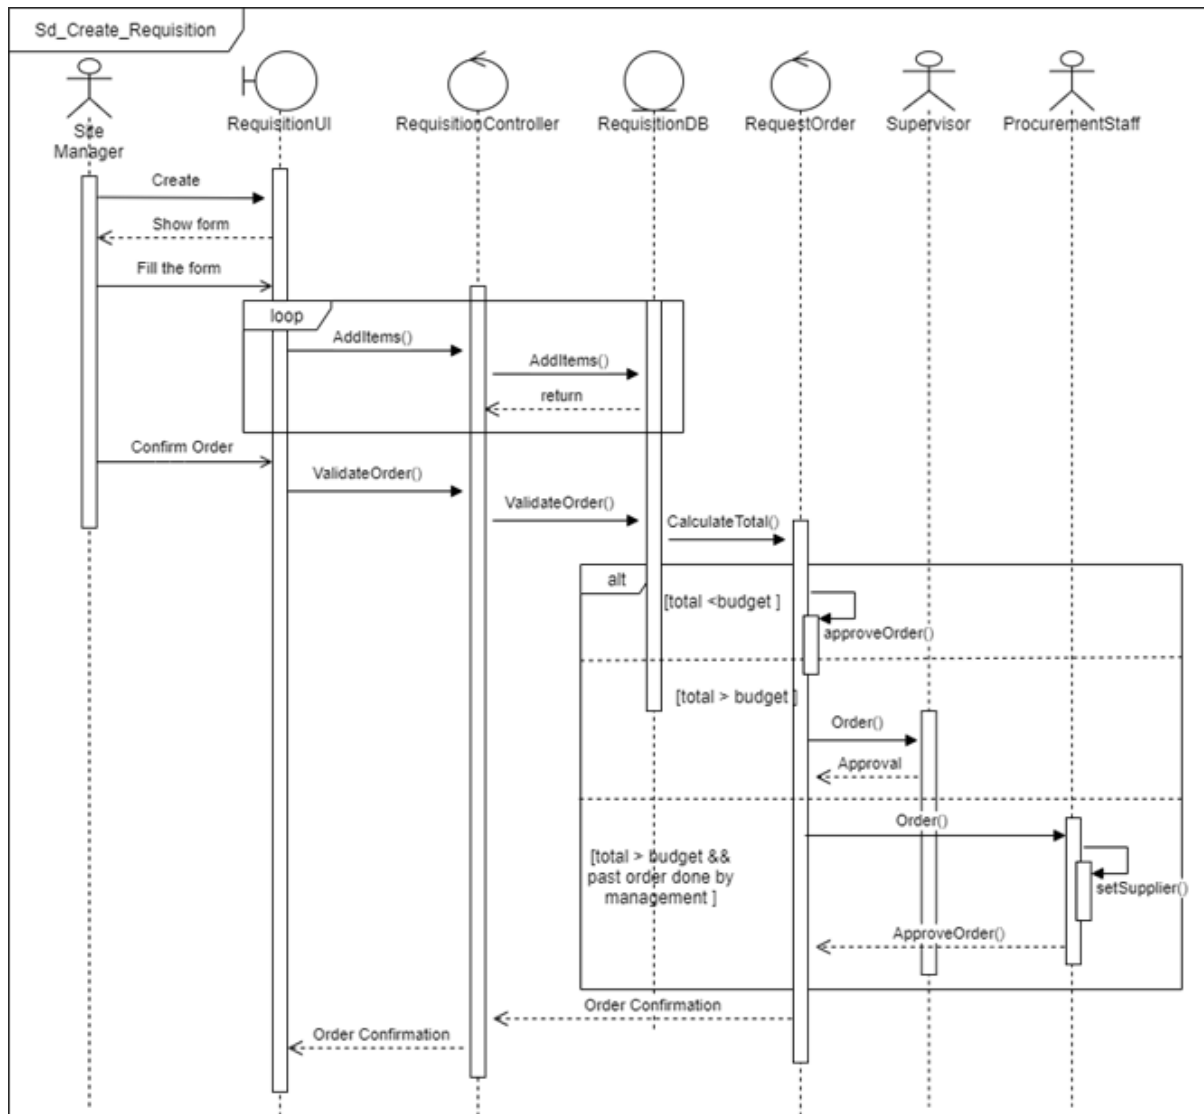 Sd_Create_Requisition
Site
Manager
RequisitionUI
RequisitionController
RequisitionDB
RequestOrder
Supervisor
ProcurementStaff
Create
Show form
Fill the form
loop
AddItems()
AddItems()
return
Confirm Order
ValidateOrder()
ValidateOrder()
CalculateTotal()
alt
[total <budget ]
approveOrder()
[total > budget ]
Order()
Approval
Order()
[total > budget &&
past order done by
management ]
setSupplier()
ApproveOrder()
Order Confirmation
Order Confirmation